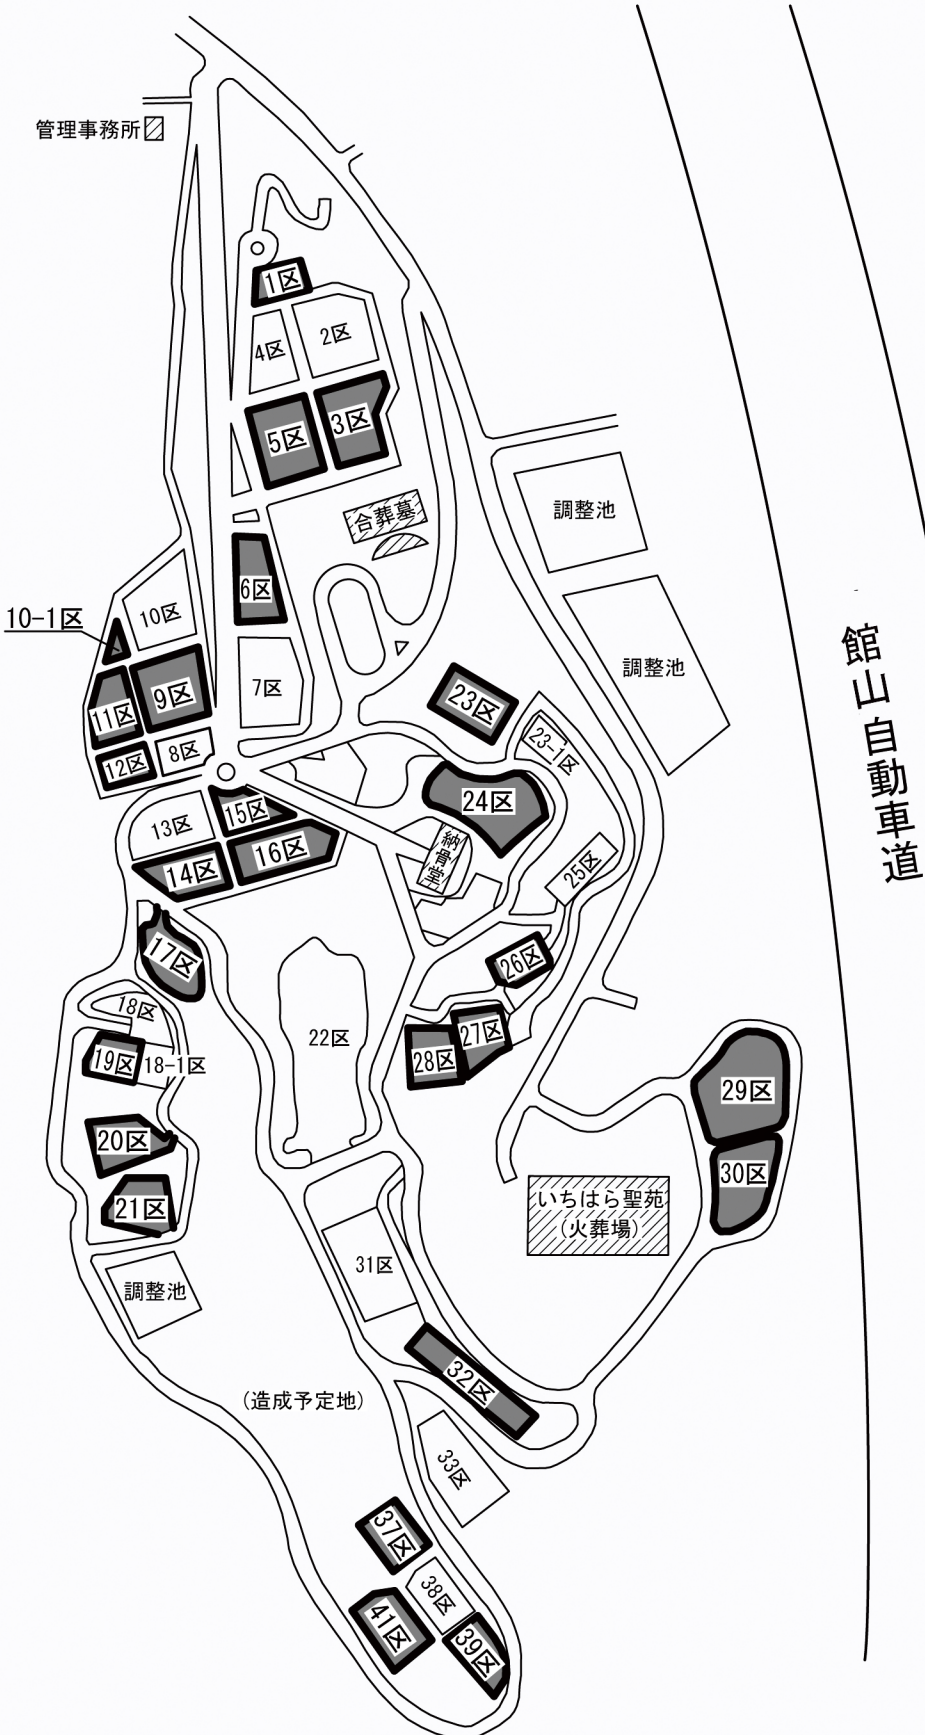 管理事務所
1区
2区
4区
3区
5区
合葬墓
調整池
6区
10区
10-1区
調整池
7区
9区
11区
8区
12区
23区
23-1区
24区
15区
13区
16区
14区
納骨堂
25区
17区
26区
18区
22区
27区
28区
19区
18-1区
20区
21区
29区
30区
いちはら聖苑
(火葬場)
31区
調整池
32区
(造成予定地)
33区
37区
38区
41区
39区
館山自動車道